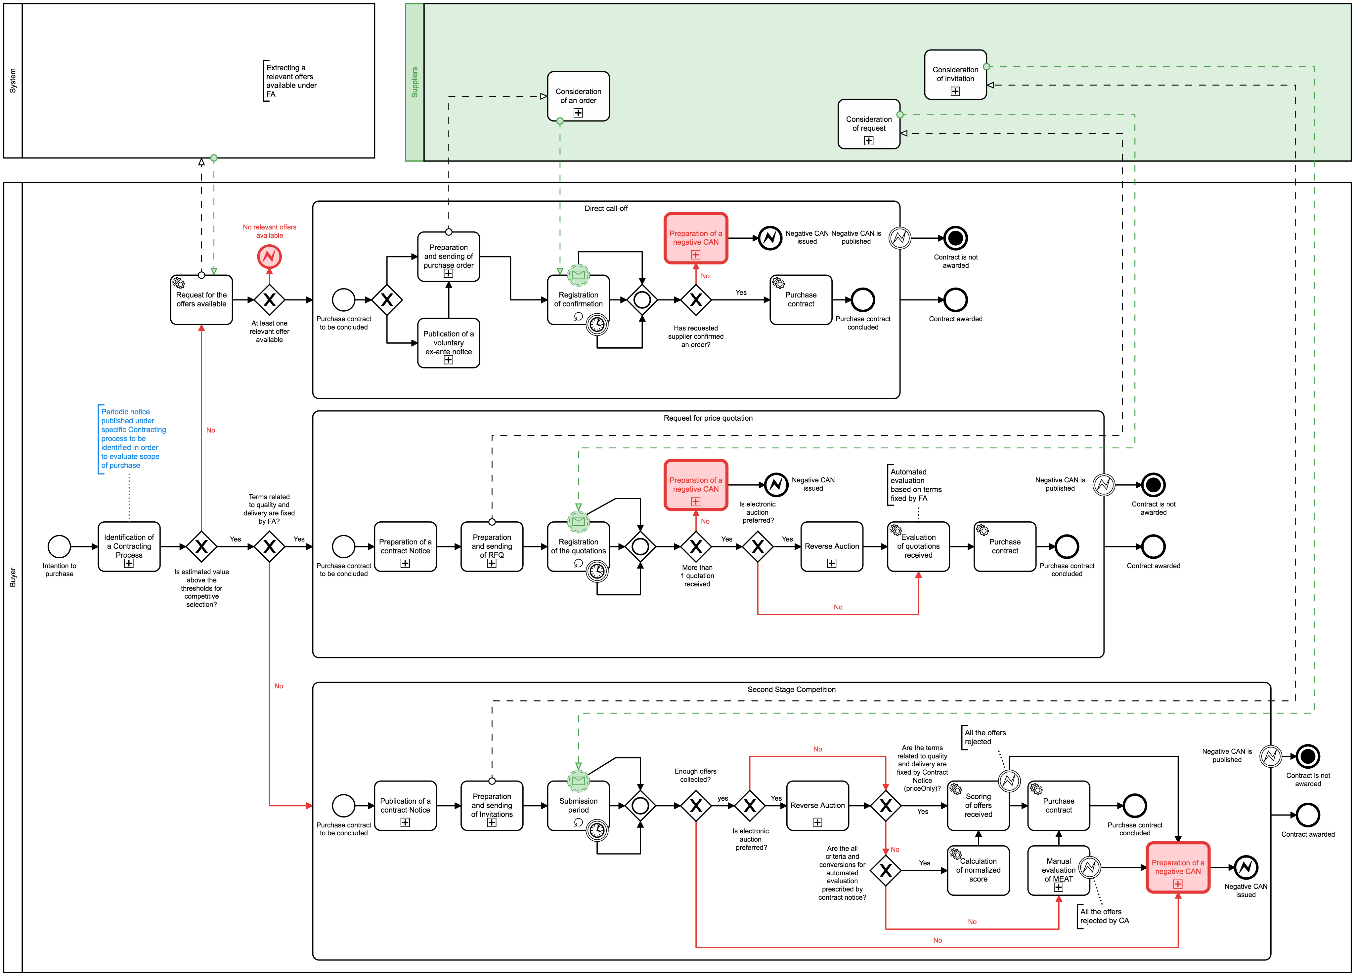 System
Extracting a
relevant offers
available under
FA
Suppliers
Consideration
of an order
Consideration
of invitation
Consideration
of request
Buyer
Direct call-off
No relevant offers
available
Request for the
offers available
At least one
relevant offer
available
Purchase contract
to be concluded
Preparation
and sending of
purchase order
Publication of a
voluntary
ex-ante notice
Registration
of confirmation
Preparation of a
negative CAN
No
Negative CAN
issued
Has requested
supplier confirmed
an order?
Yes
Purchase
contract
Purchase contract
concluded
Negative CAN is
published
Contract is not
awarded
Contract awarded
Periodic notice
published under
specific Contracting
process to be
identified in order
to evaluate scope
of purchase
No
Intention to
purchase
Identification of
a Contracting
Process
Is estimated value
above the
thresholds for
competitive
selection?
Yes
Terms related
to quality and
delivery are fixed
by FA?
Yes
No
Request for price quotation
Purchase contract
to be concluded
Preparation of a
contract Notice
Preparation
and sending
of RFQ
Registration
of the quotations
Preparation of a
negative CAN
No
Negative CAN
issued
More than
1 quotation
received
Yes
Is electronic
auction
preferred?
Yes
No
Reverse Auction
Automated
evaluation
based on terms
fixed by FA
Evaluation
of quotations
received
Purchase
contract
Purchase contract
concluded
Negative CAN is
published
Contract is not
awarded
Contract awarded
Second Stage Competition
Purchase contract
to be concluded
Publication of a
contract Notice
Preparation
and sending
of Invitations
Submission
period
Enough offers
collected?
yes
No
Is electronic
auction
preferred?
Yes
No
Reverse Auction
Are the terms
related to quality
and delivery are
fixed by Contract
Notice
(priceOnly)?
Yes
No
Are the all
criteria and
conversions for
automated
evaluation
prescribed by
contract notice?
Yes
No
All the offers
rejected
Scoring
of offers
received
Calculation
of normalized
score
Purchase
contract
Purchase contract
concluded
Manual
evaluation
of MEAT
All the offers
rejected by CA
Preparation of a
negative CAN
Negative CAN
issued
Negative CAN is
published
Contract is not
awarded
Contract awarded